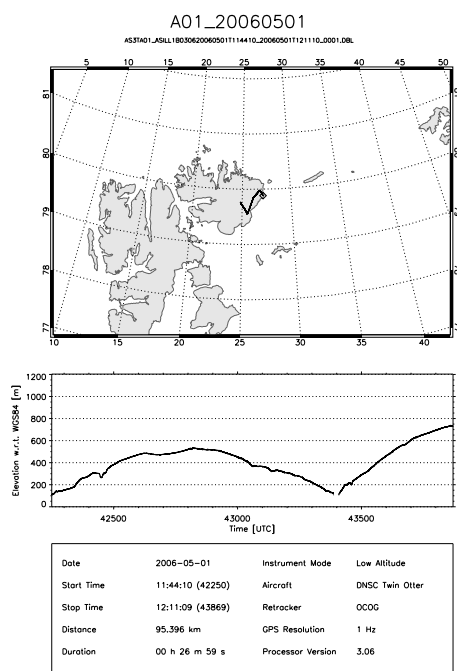 A01_20060501
AS3TA01_ASILL1B030620060501T114410_20060501T121110_0001.DBL
5 10 15 20 25 30 35 40 45 50
81
80
79
78
77
10 15 20 25 30 35 40
1200
1000
800
600
400
200
0
Elevation w.r.t. WGS84 [m]
42500 43000 43500
Time [UTC]
Date 2006-05-01 Instrument Mode Low Altitude
Start Time 11:44:10 (42250) Aircraft DNSC Twin Otter
Stop Time 12:11:09 (43869) Retracker OCOG
Distance 95.396 km GPS Resolution 1 Hz
Duration 00 h 26 m 59 s Processor Version 3.06